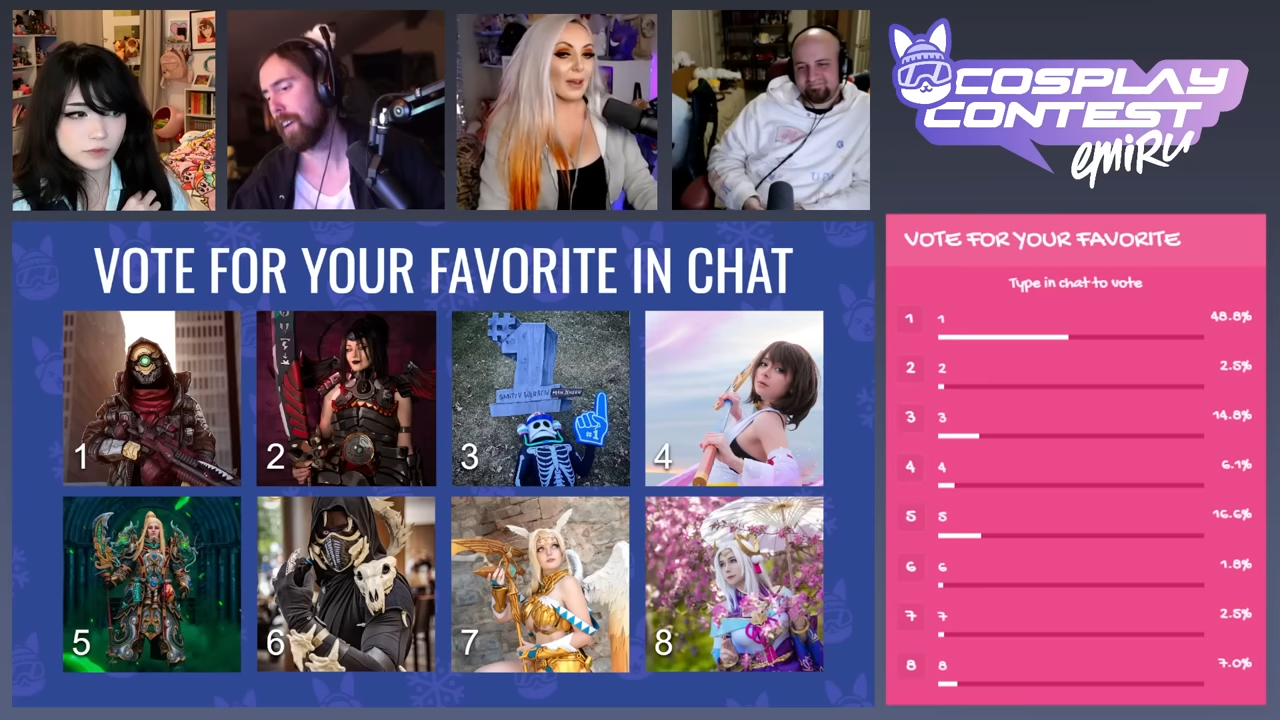 COSPLAY
CONTEST
emiru
VOTE FOR YOUR FAVORITE IN CHAT
1
2
#1
3
#1
4
5
6
7
8
VOTE FOR YOUR FAVORITE
Type in chat to vote
1 1 48.8%
2 2 2.5%
3 3 14.8%
4 4 6.1%
5 5 16.6%
6 6 1.8%
7 7 2.5%
8 8 7.0%